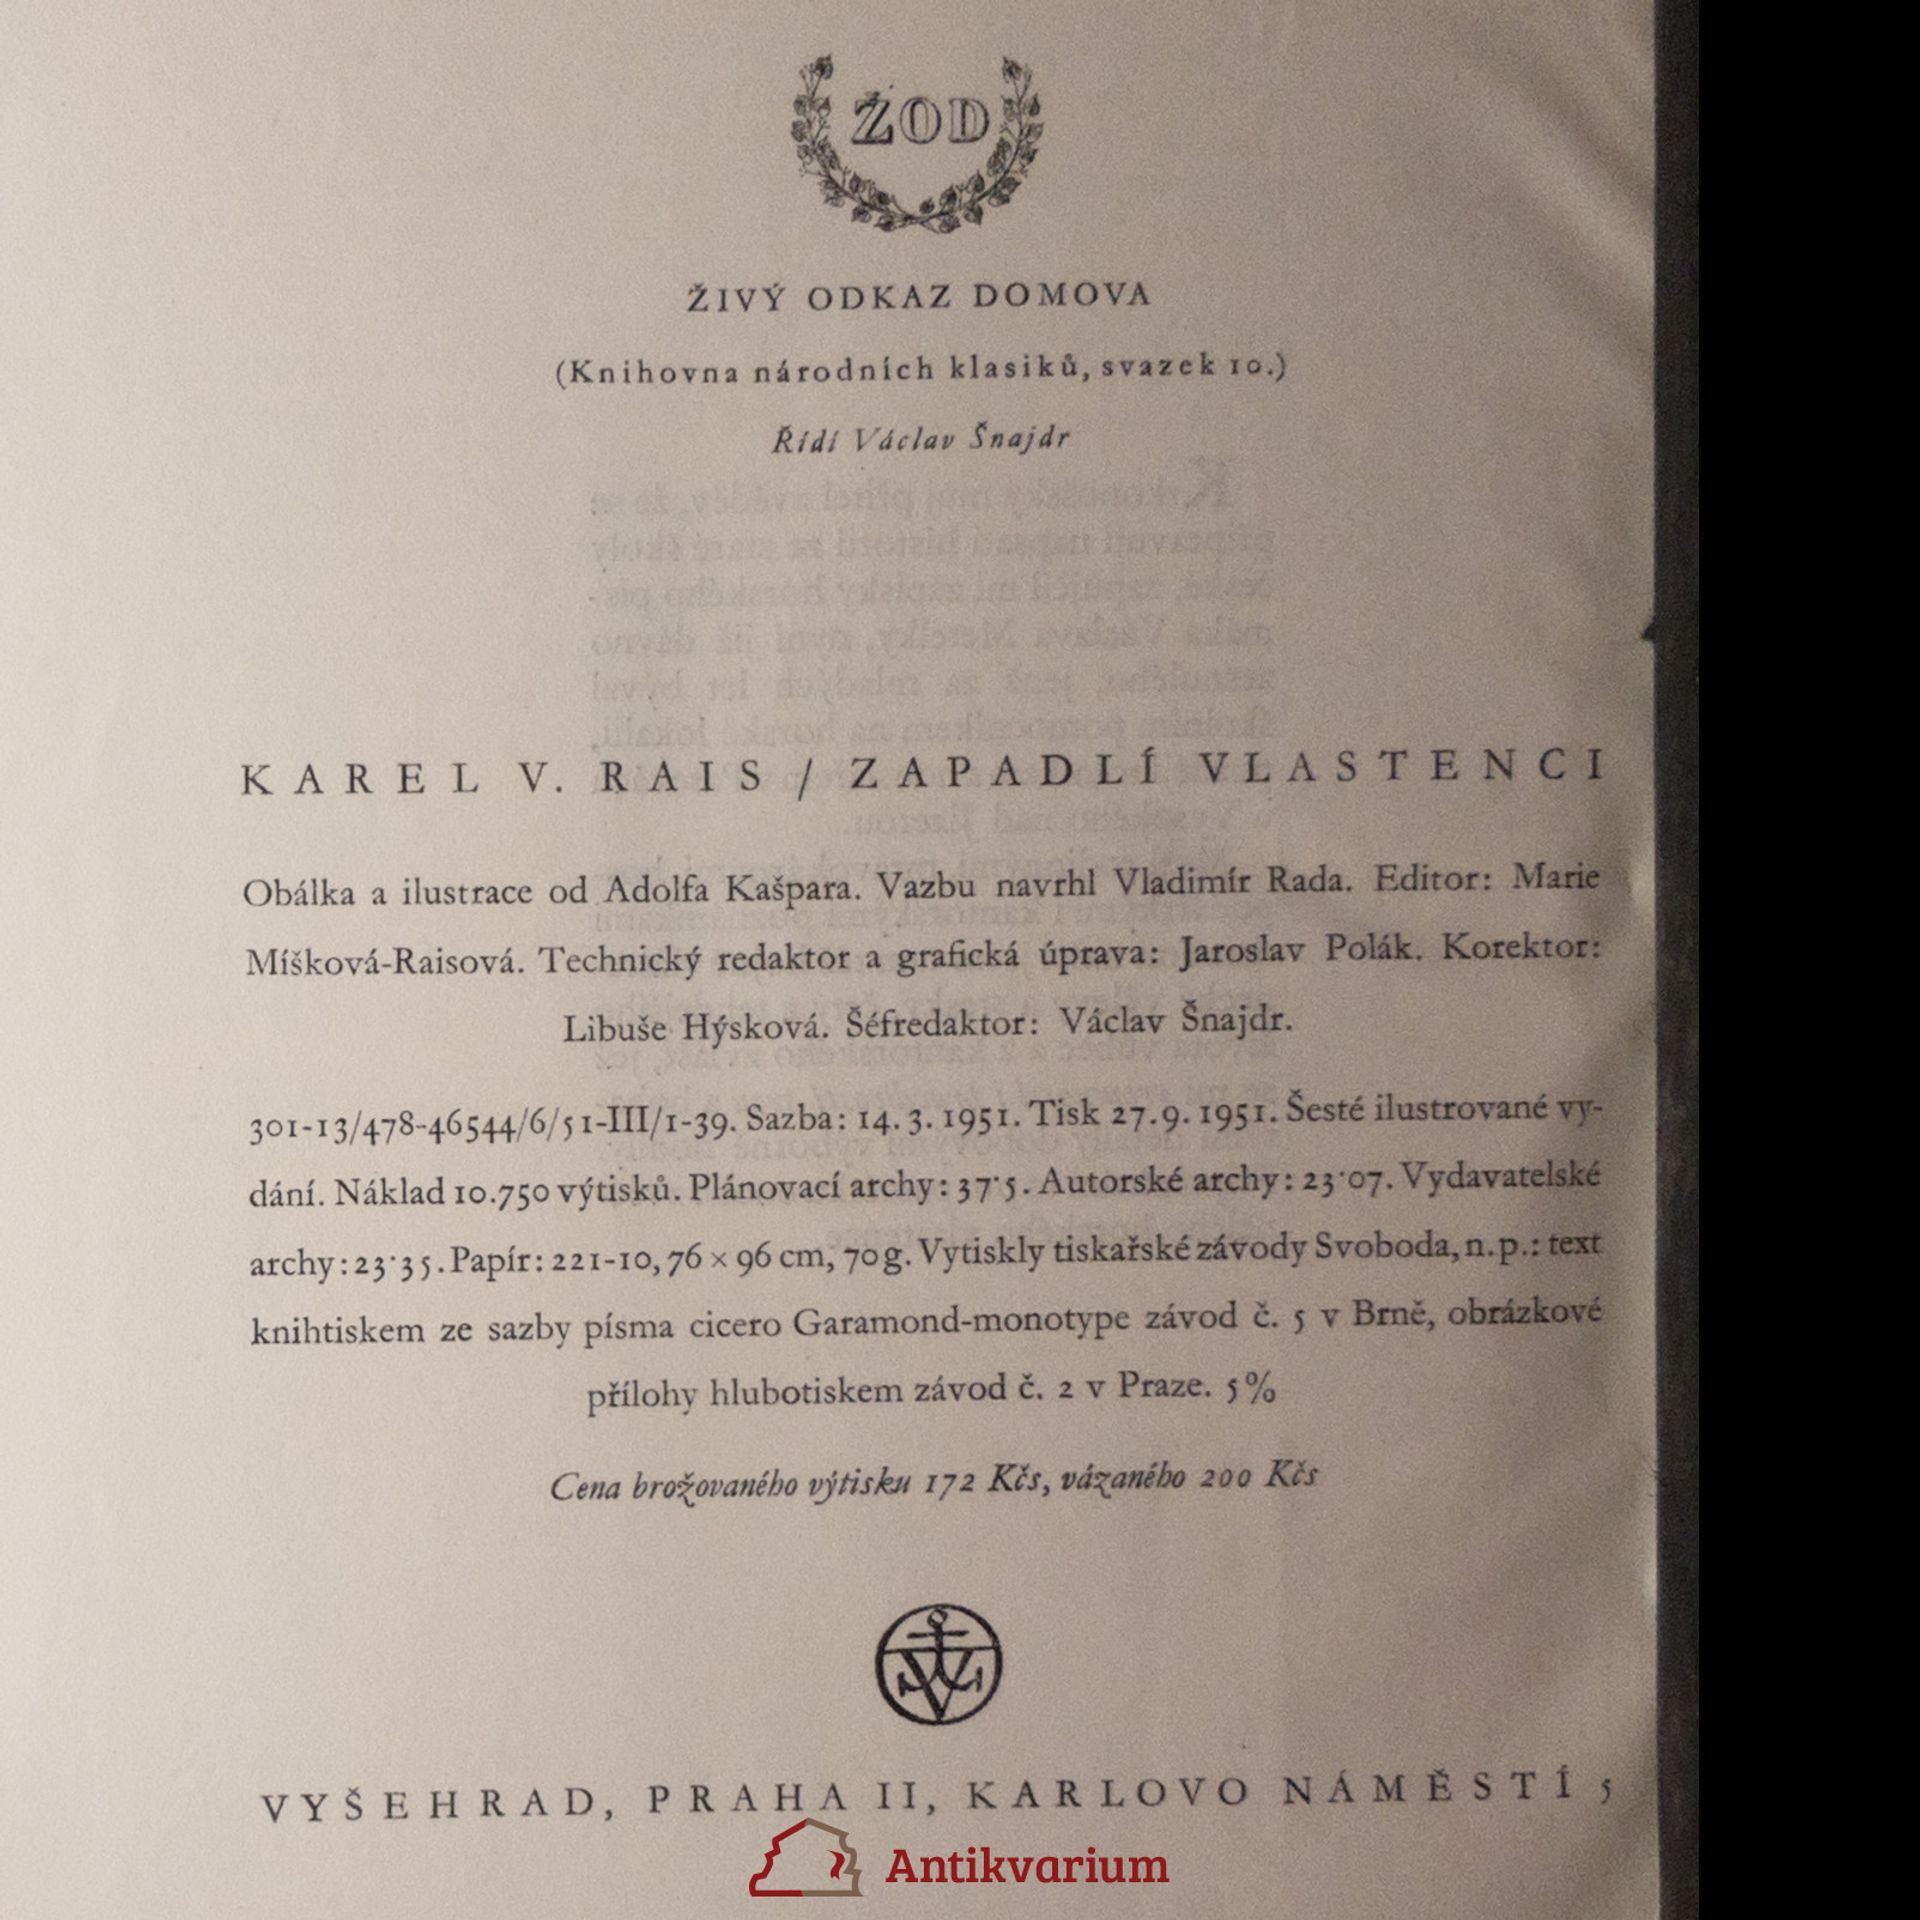 ŽOD
ŽIVÝ ODKAZ DOMOVA
(Knihovna národních klasiků, svazek 10.)
Řídí Václav Šnajdr
KAREL V. RAIS / ZAPADLÍ VLASTENCI
Obálka a ilustrace od Adolfa Kašpara. Vazbu navrhl Vladimír Rada. Editor: Marie
Míšková-Raisová. Technický redaktor a grafická úprava: Jaroslav Polák. Korektor:
Libuše Hýsková. Šéfredaktor: Václav Šnajdr.
301-13/478-46544/6/51-III/1-39. Sazba: 14. 3. 1951. Tisk 27. 9. 1951. Šesté ilustrované vy-
dání. Náklad 10.750 výtisků. Plánovací archy: 37·5. Autorské archy: 23·07. Vydavatelské
archy: 23·35. Papír: 221-10, 76 × 96 cm, 70g. Vytiskly tiskařské závody Svoboda, n. p.: text
knihtiskem ze sazby písma cicero Garamond-monotype závod č. 5 v Brně, obrázkové
přílohy hlubotiskem závod č. 2 v Praze. 5%
Cena brožovaného výtisku 172 Kčs, vázaného 200 Kčs
VYŠEHRAD, PRAHA II, KARLOVO NÁMĚSTÍ 5
Antikvarium